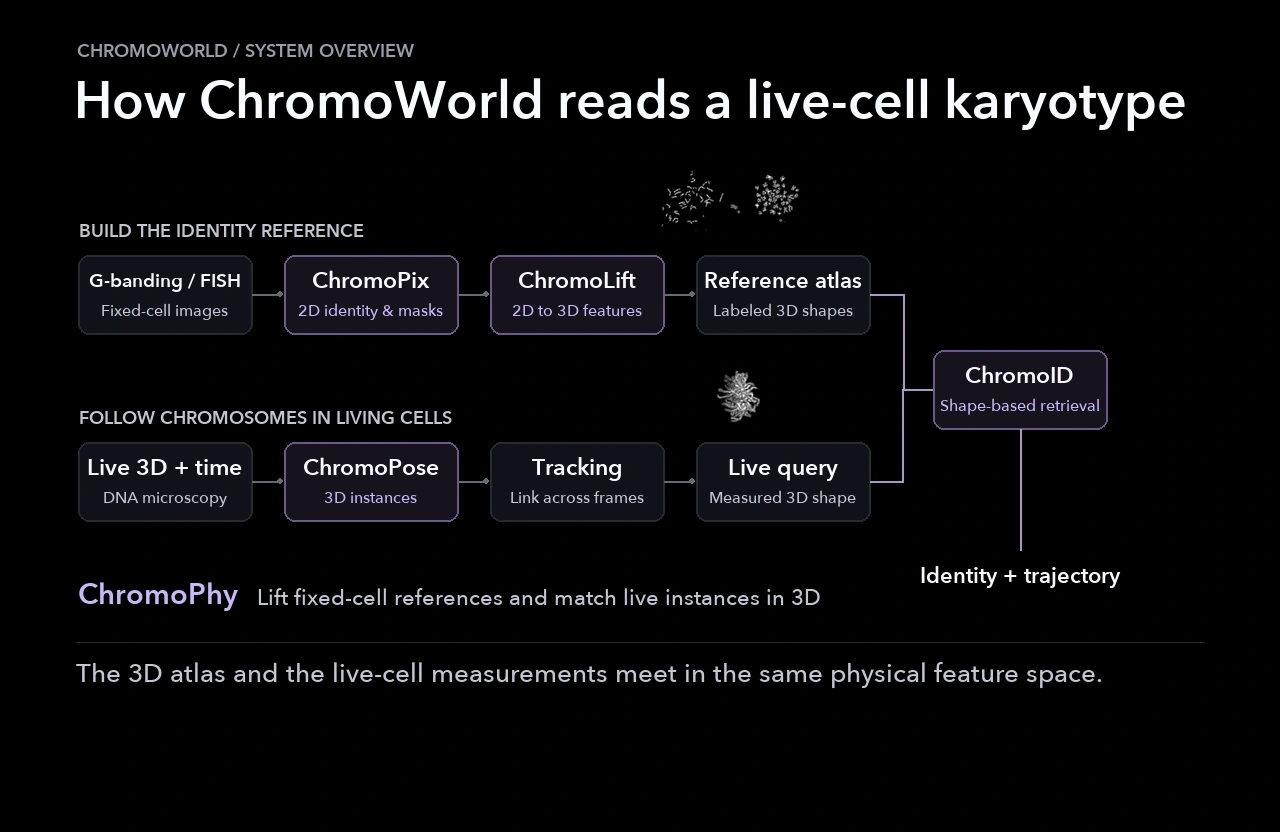 CHROMOWORLD / SYSTEM OVERVIEW
How ChromoWorld reads a live-cell karyotype
BUILD THE IDENTITY REFERENCE
G-banding / FISH
Fixed-cell images
ChromoPix
2D identity & masks
ChromoLift
2D to 3D features
Reference atlas
Labeled 3D shapes
ChromoID
Shape-based retrieval
FOLLOW CHROMOSOMES IN LIVING CELLS
Live 3D + time
DNA microscopy
ChromoPose
3D instances
Tracking
Link across frames
Live query
Measured 3D shape
Identity + trajectory
ChromoPhy Lift fixed-cell references and match live instances in 3D
The 3D atlas and the live-cell measurements meet in the same physical feature space.